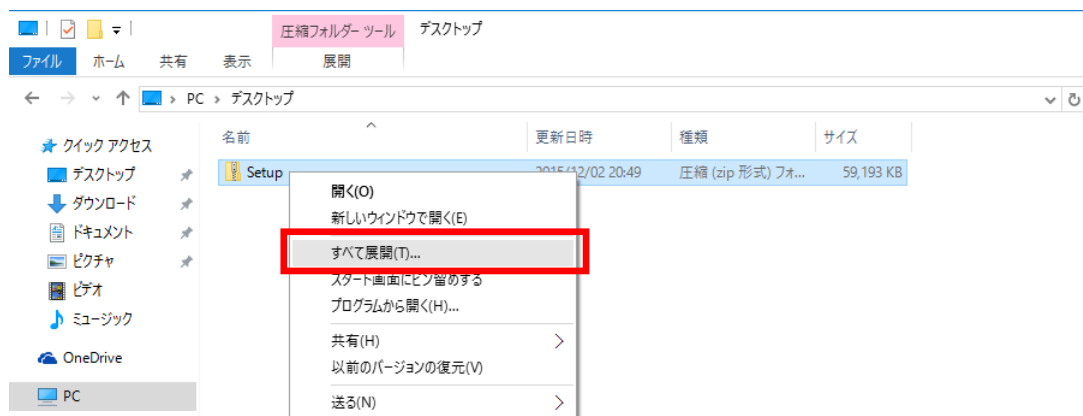 圧縮フォルダー ツール デスクトップ
ファイル ホーム 共有 表示 展開
PC › デスクトップ
名前 更新日時 種類 サイズ
クイック アクセス
デスクトップ
ダウンロード
ドキュメント
ピクチャ
ビデオ
ミュージック
OneDrive
PC
Setup 2015/12/02 20:49 圧縮 (zip 形式) フォ... 59,193 KB
開く(O)
新しいウィンドウで開く(E)
すべて展開(T)...
スタート画面にピン留めする
プログラムから開く(H)...
共有(H)
以前のバージョンの復元(V)
送る(N)